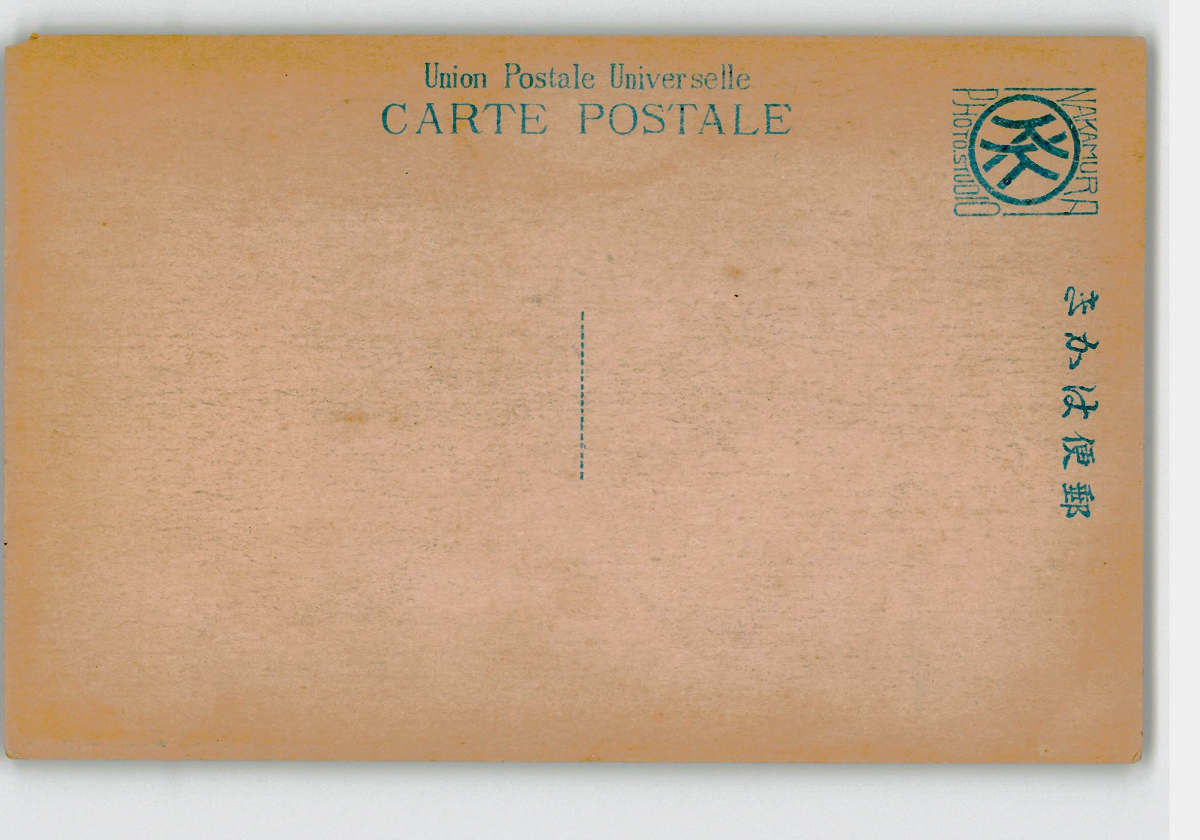 Union Postale Universelle
CARTE POSTALE
NAKAMURA
PHOTO.STUDIO
郵便はかき